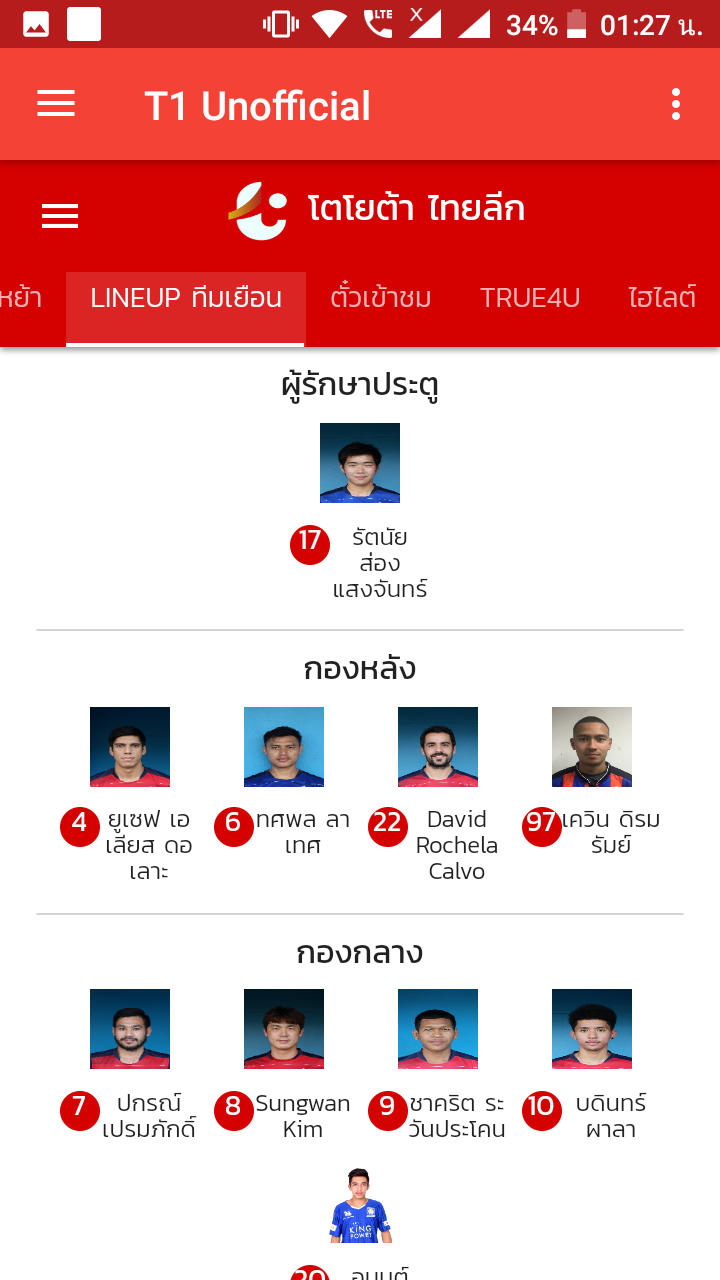 34% 01:27 น.
T1 Unofficial
โตโยต้า ไทยลีก
LINEUP ทีมเยือน ตั๋วเข้าชม TRUE4U ไฮไลต์
ผู้รักษาประตู
17 รัตนัย
ส่อง
แสงจันทร์
กองหลัง
4 ยูเซฟ เอ
เลียส ดอ
เลาะ
6 ทศพล ลา
เทศ
22 David
Rochela
Calvo
97 เควิน ดิรม
รัมย์
กองกลาง
7 ปกรณ์
เปรมภักดิ์
8 Sungwan
Kim
9 ชาคริต ระ
วันประโคน
10 บดินทร์
ผาลา
KING
POWER
20